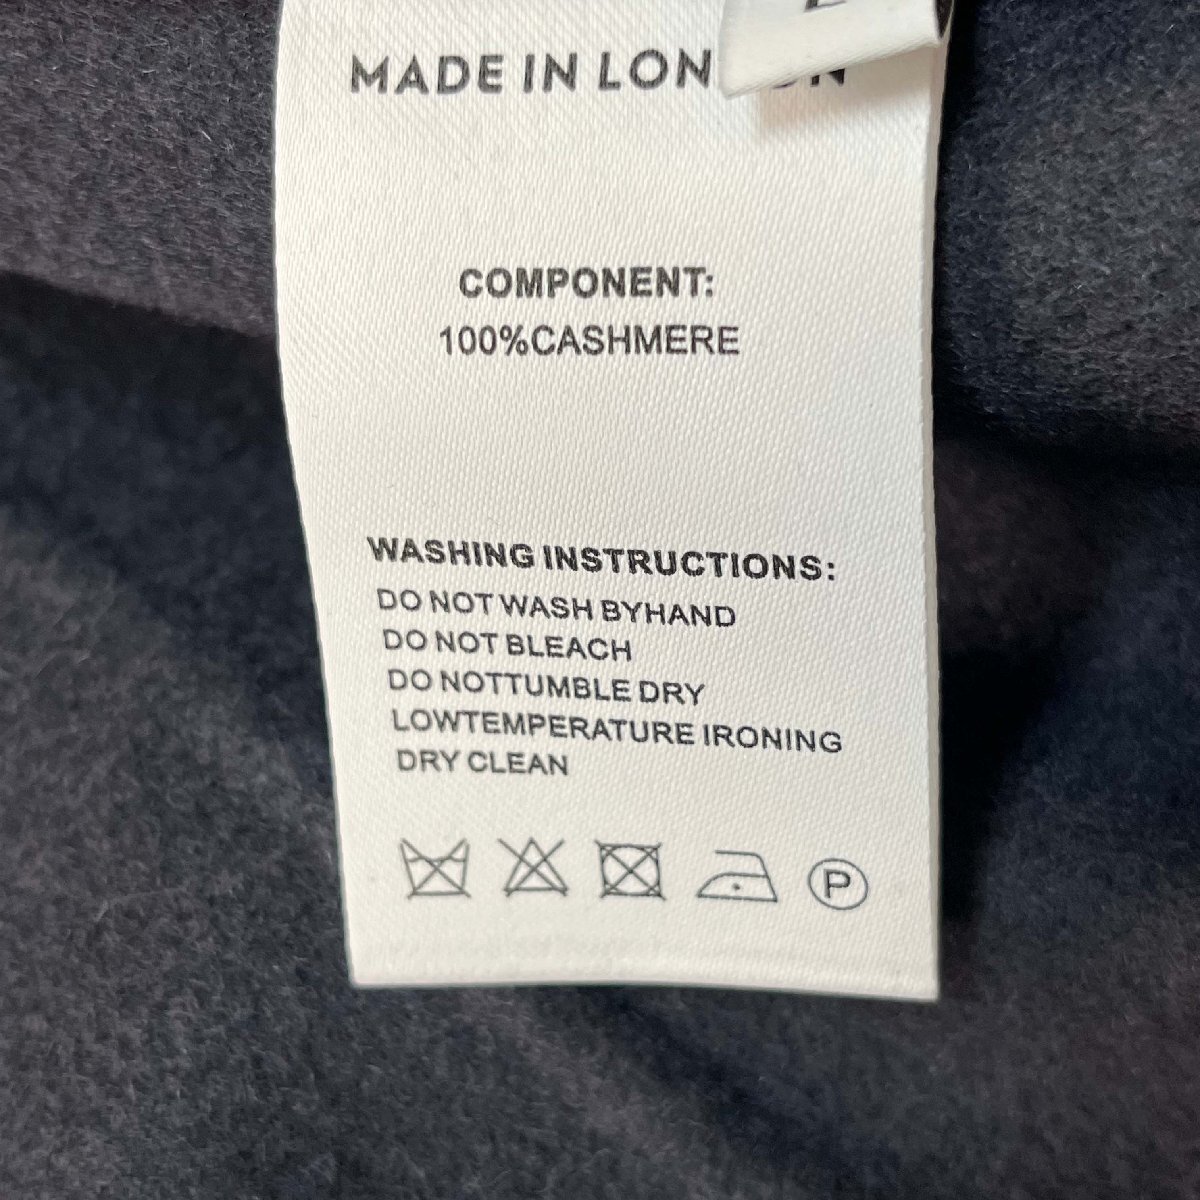 MADE IN
COMPONENT:
100%CASHMERE
WASHING INSTRUCTIONS:
DO NOT WASH BYHAND
DO NOT BLEACH
DO NOTTUMBLE DRY
LOWTEMPERATURE IRONING
DRY CLEAN
P